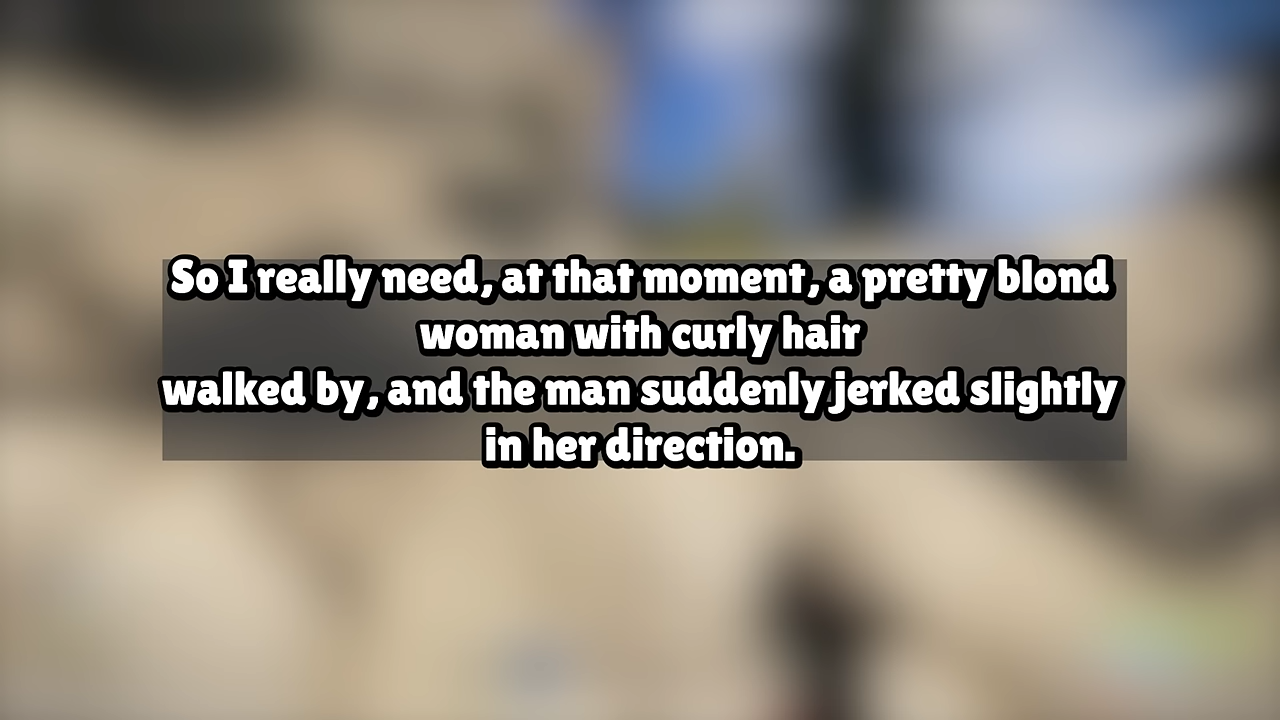 So I really need, at that moment, a pretty blond
woman with curly hair
walked by, and the man suddenly jerked slightly
in her direction.